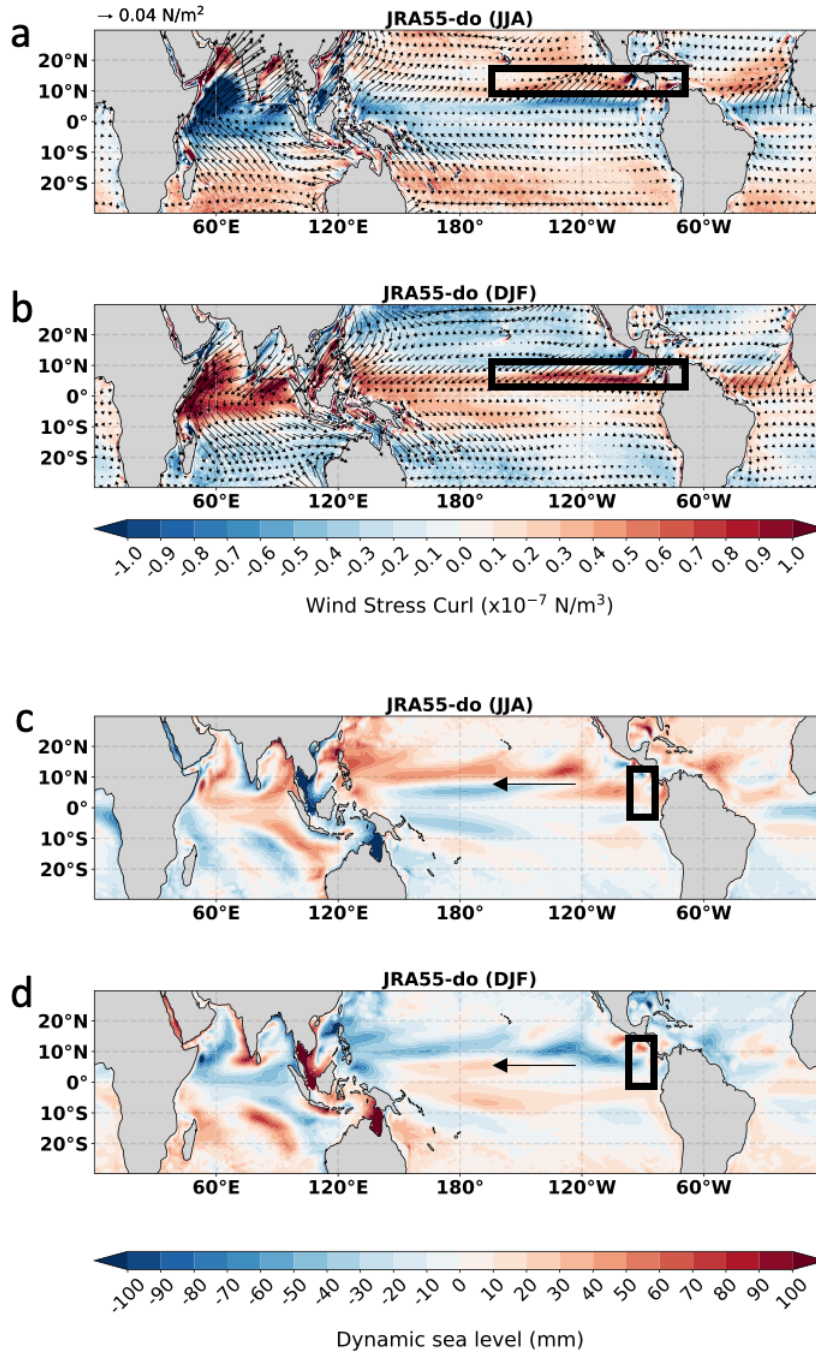 → 0.04 N/m²
a
JRA55-do (JJA)
20°N
10°N
0°
10°S
20°S
60°E 120°E 180° 120°W 60°W
b
JRA55-do (DJF)
20°N
10°N
0°
10°S
20°S
60°E 120°E 180° 120°W 60°W
-1.0 -0.9 -0.8 -0.7 -0.6 -0.5 -0.4 -0.3 -0.2 -0.1 0.0 0.1 0.2 0.3 0.4 0.5 0.6 0.7 0.8 0.9 1.0
Wind Stress Curl (x10⁻⁷ N/m³)
c
JRA55-do (JJA)
20°N
10°N
0°
10°S
20°S
60°E 120°E 180° 120°W 60°W
d
JRA55-do (DJF)
20°N
10°N
0°
10°S
20°S
60°E 120°E 180° 120°W 60°W
-100 -90 -80 -70 -60 -50 -40 -30 -20 -10 0 10 20 30 40 50 60 70 80 90 100
Dynamic sea level (mm)